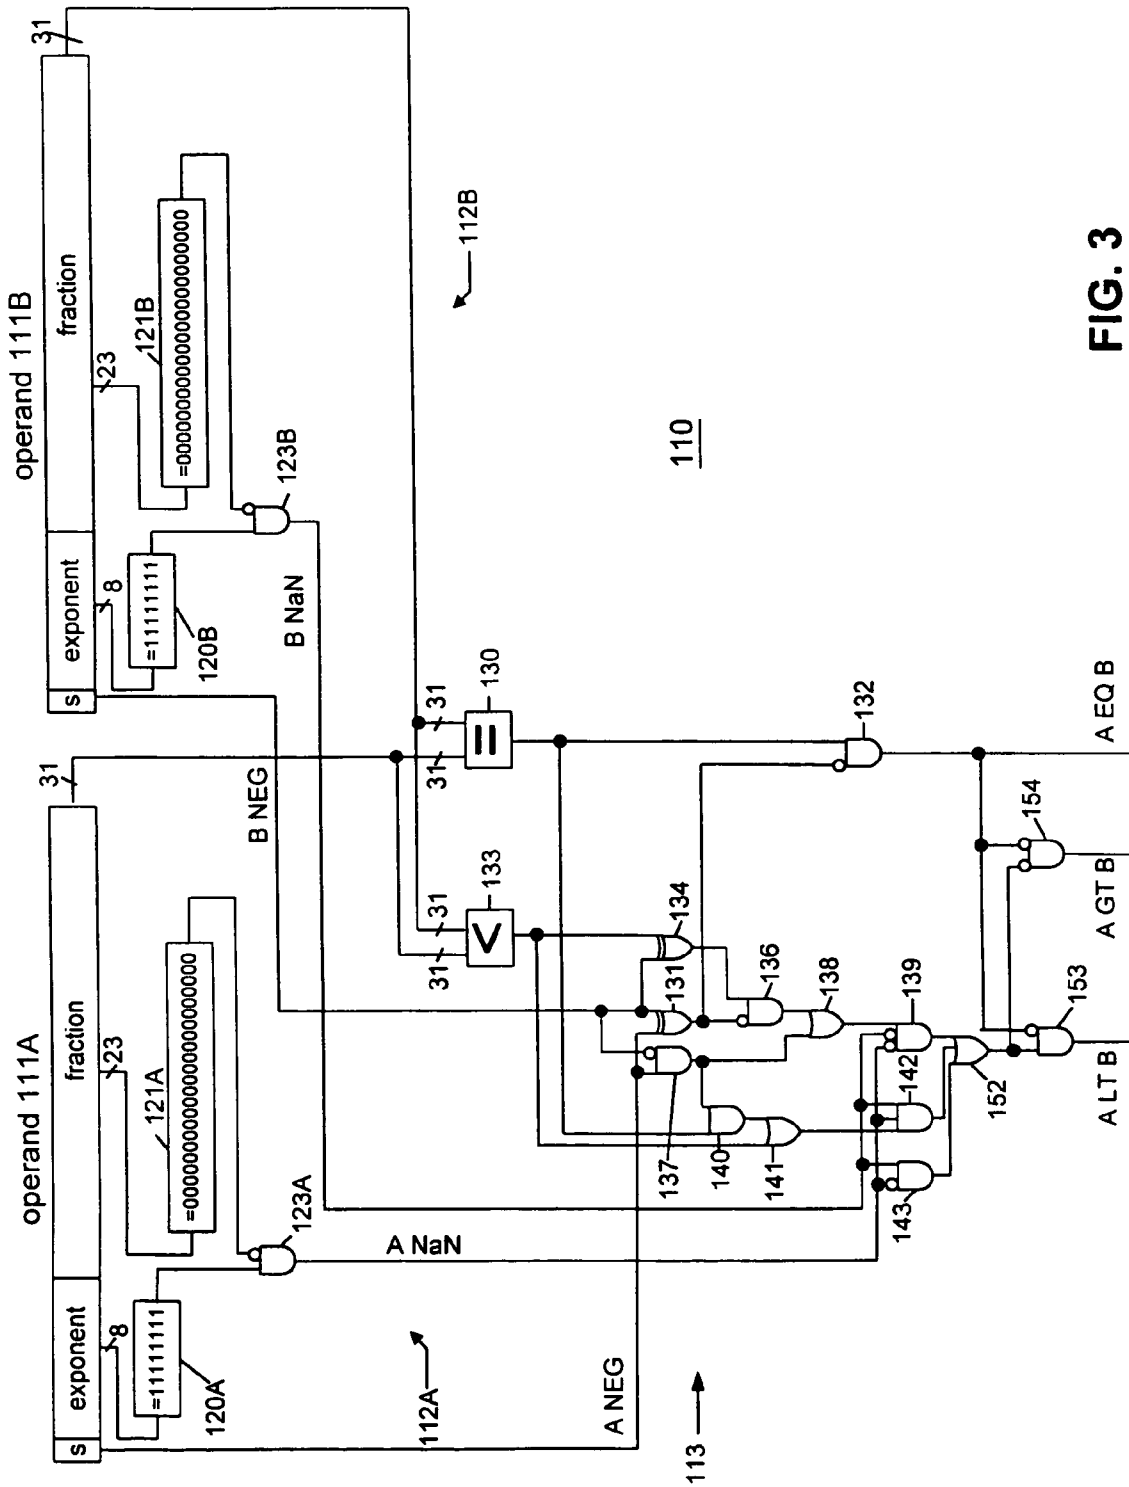 operand 111A
operand 111B
s
exponent
fraction
31
s
exponent
fraction
31
8
23
8
23
=11111111
121A
=00000000000000000000000
=11111111
121B
=00000000000000000000000
120A
123A
B NEG
120B
123B
A NaN
B NaN
112A
112B
31
31
31
31
133
130
A NEG
113
110
134
131
137
136
140
138
132
141
139
142
143
152
153
154
A LT B
A GT B
A EQ B
FIG. 3